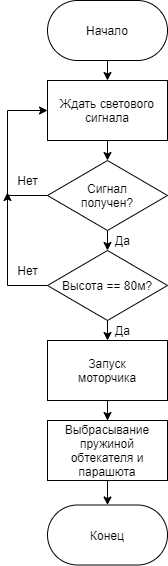 Начало
Ждать светового
сигнала
Нет
Сигнал
получен?
Да
Нет
Высота == 80м?
Да
Запуск
моторчика
Выбрасывание
пружиной
обтекателя и
парашюта
Конец